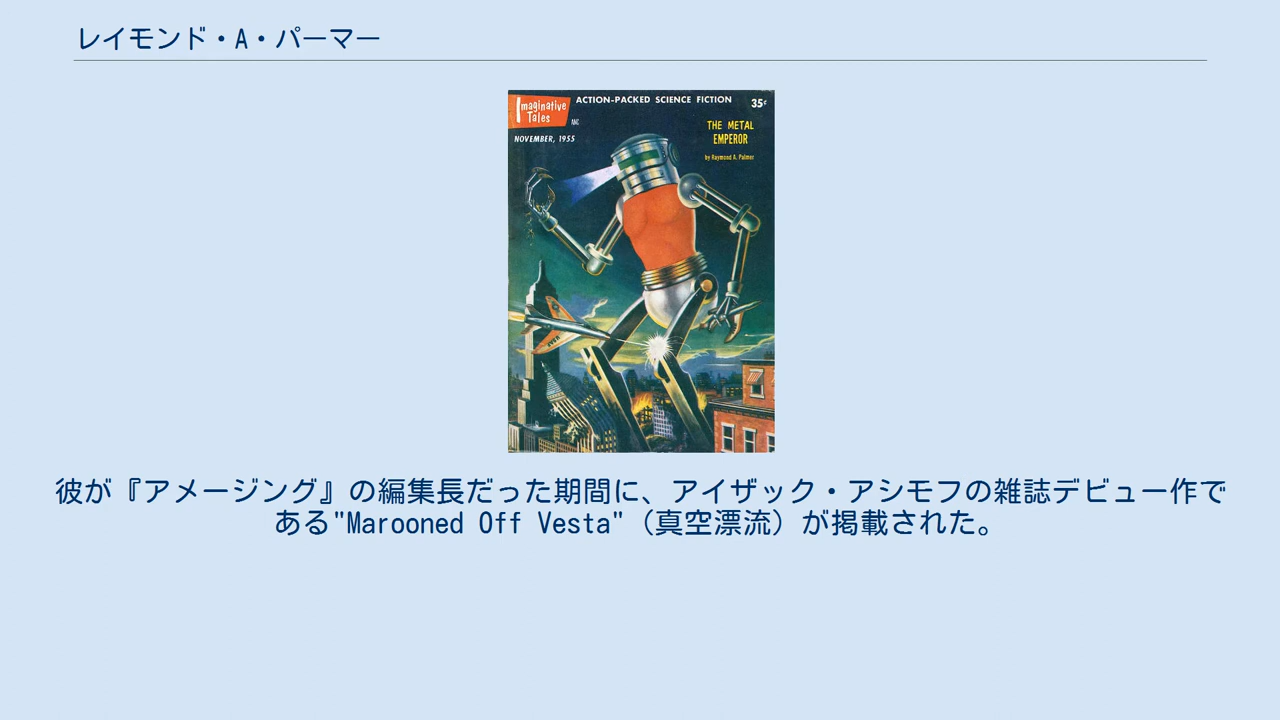 レイモンド・A・パーマー
Imaginative
Tales
ACTION-PACKED SCIENCE FICTION
35¢
NOVEMBER, 1955
THE METAL
EMPEROR
by Raymond A. Palmer
彼が『アメージング』の編集長だった期間に、アイザック・アシモフの雑誌デビュー作で
ある"Marooned Off Vesta"（真空漂流）が掲載された。